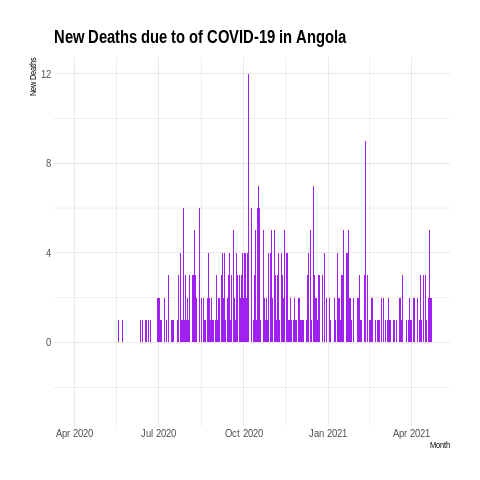 New Deaths due to of COVID-19 in Angola
New Deaths
12
8
4
0
Apr 2020 Jul 2020 Oct 2020 Jan 2021 Apr 2021
Month